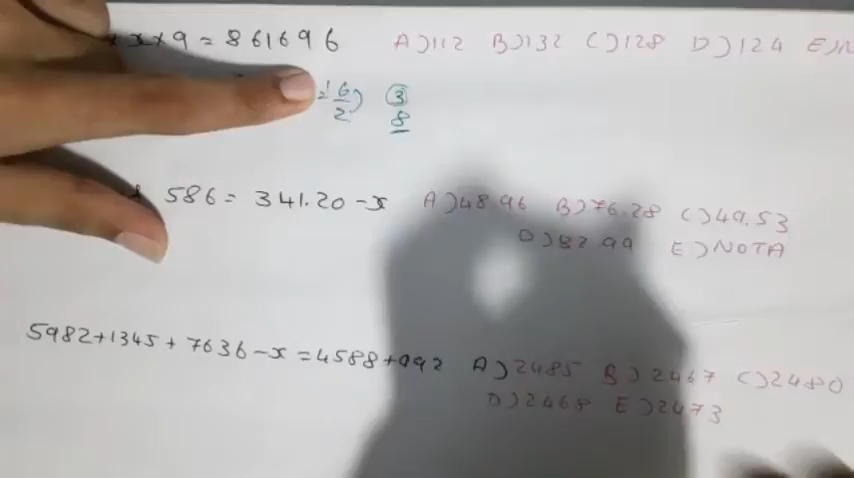 x × 9 = 861696 A)112 B)132 C)128 D)124 E)N
= 6/2) 3
8
586 = 341.20 - x A)48.96 B)76.28 C)49.53
D)82.99 E)NOTA
5982+1345+7636-x=4588+992 A)2485 B)2467 C)2480
D)2468 E)2473